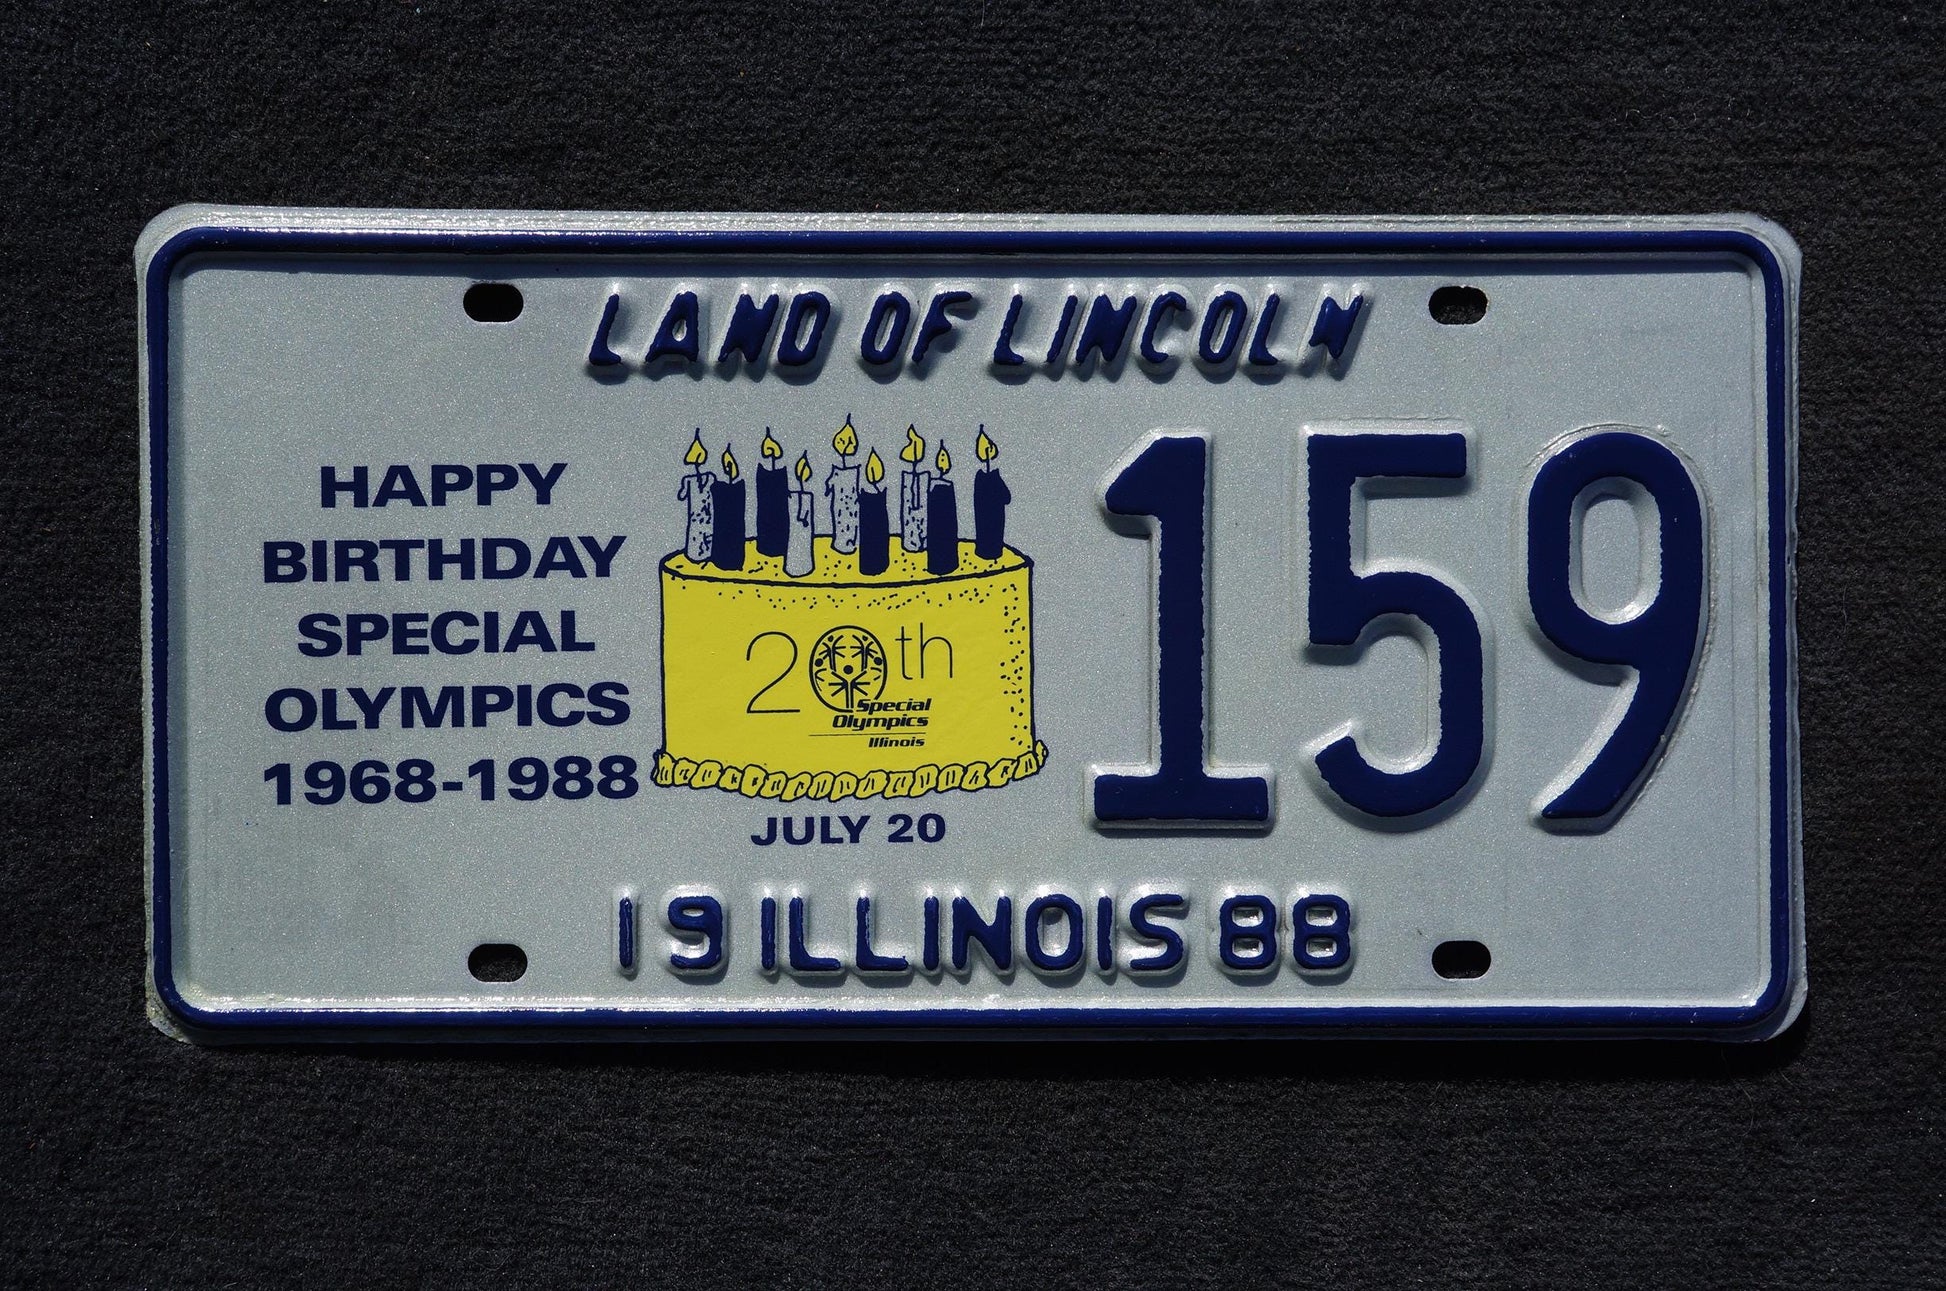 LAND OF LINCOLN
HAPPY
BIRTHDAY
SPECIAL
OLYMPICS
1968-1988
20th
Special
Olympics
Illinois
JULY 20
159
19 ILLINOIS 88